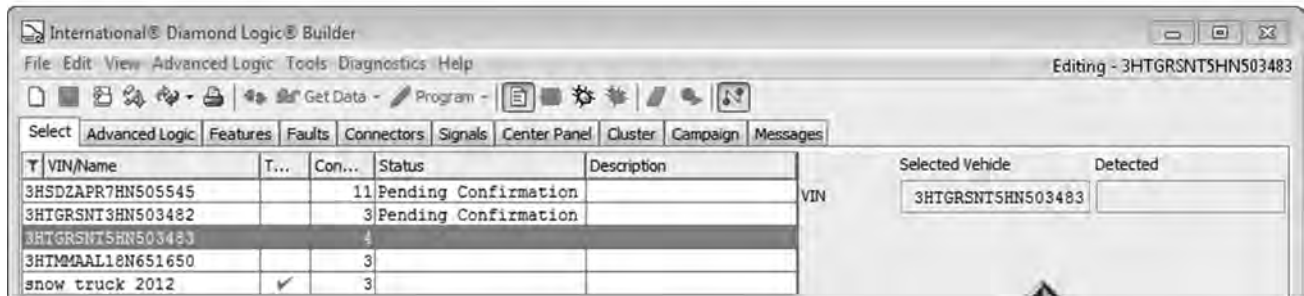 International® Diamond Logic® Builder
File Edit View Advanced Logic Tools Diagnostics Help
Editing - 3HTGRSNT5HN503483
Get Data - Program -
Select Advanced Logic Features Faults Connectors Signals Center Panel Cluster Campaign Messages
VIN/Name T... Con... Status Description Selected Vehicle Detected
3HSDZAPR7HN505545 11 Pending Confirmation
VIN 3HTGRSNT5HN503483
3HTGRSNT3HN503482 3 Pending Confirmation
3HTGRSNT5HN503483 4
3HTMMAAL18N651650 3
snow truck 2012 ✓ 3